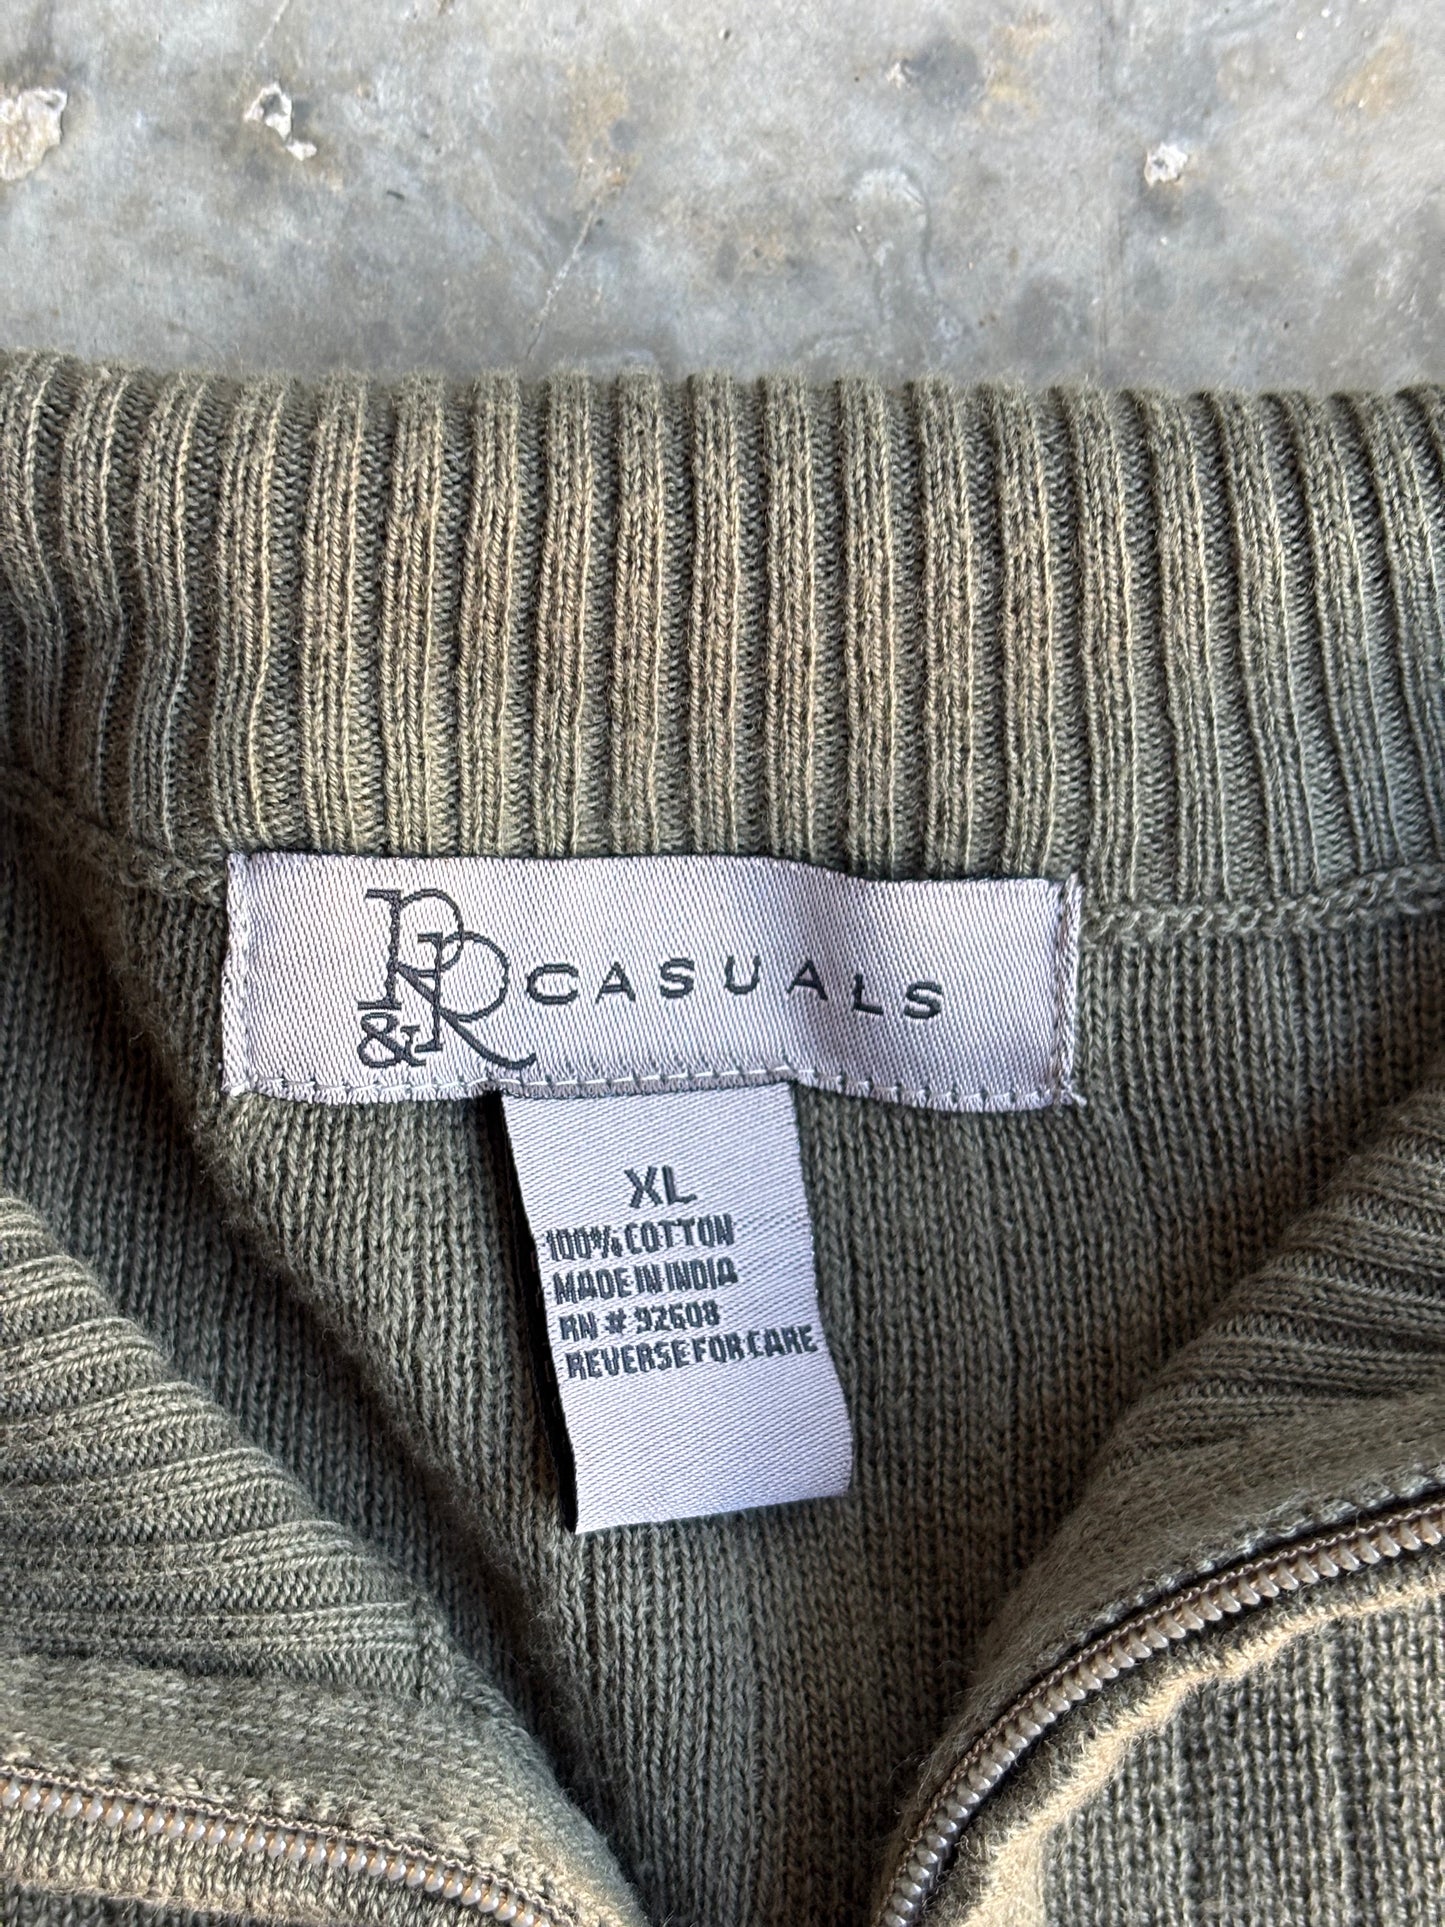 R&R CASUALS
XL
100% COTTON
MADE IN INDIA
RN # 92608
REVERSE FOR CARE